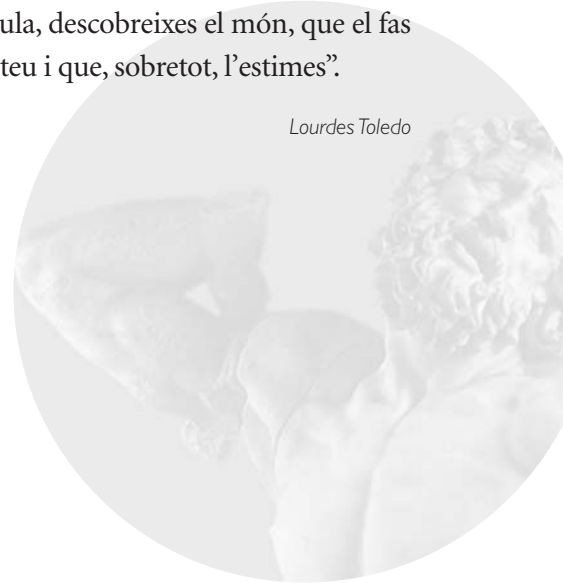 ula, descobreixes el món, que el fas
teu i que, sobretot, l’estimes”.
Lourdes Toledo